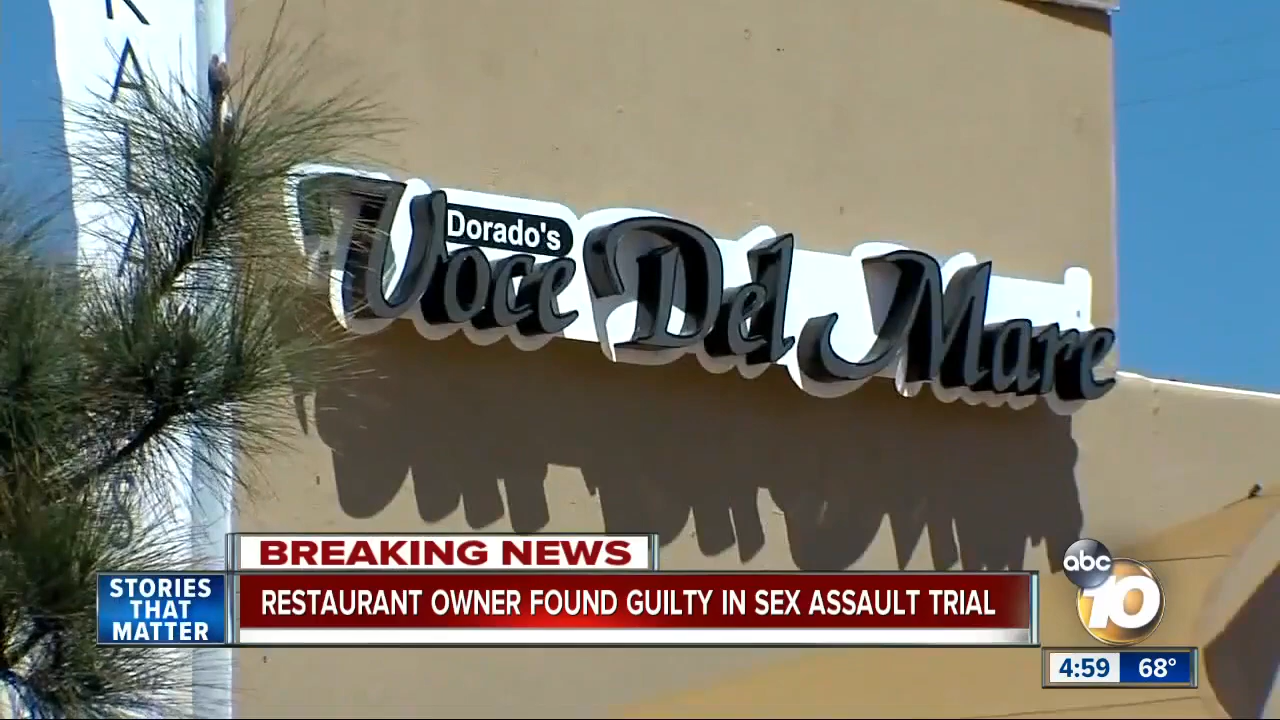 Dorado's
Voce Del Mare
BREAKING NEWS
STORIES
THAT
MATTER
RESTAURANT OWNER FOUND GUILTY IN SEX ASSAULT TRIAL
abc
10
4:59 68°